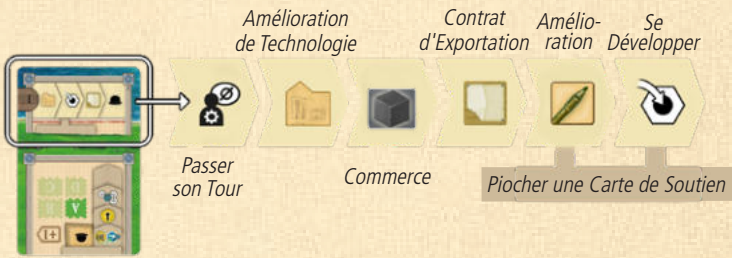 Amélioration
de Technologie
Contrat
d'Exportation
Amélio-
ration
Se
Développer
Passer
son Tour
Commerce
Piocher une Carte de Soutien